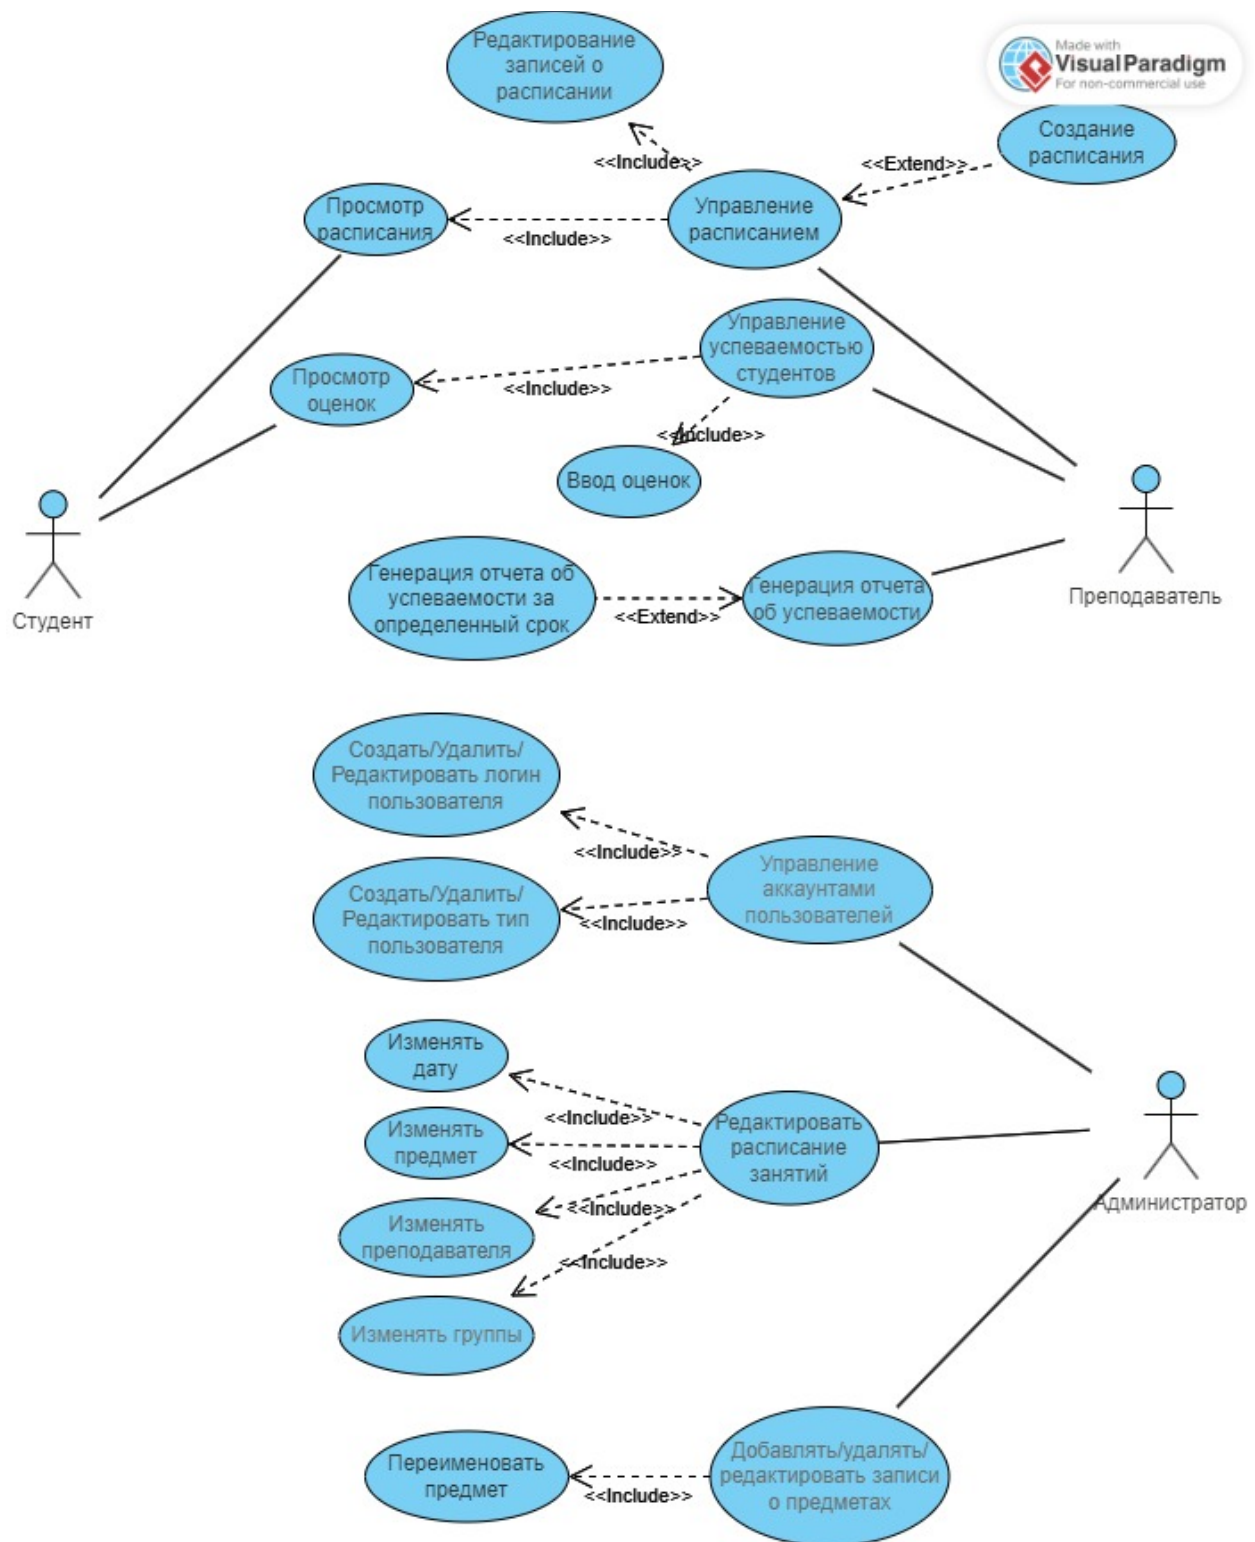 Редактирование
записей о
расписании
Made with
Visual Paradigm
For non-commercial use
Создание
расписания
<<Include>>
<<Extend>>
Просмотр
расписания
<<Include>>
Управление
расписанием
Управление
успеваемостью
студентов
Просмотр
оценок
<<Include>>
<<Include>>
Ввод оценок
Студент
Генерация отчета об
успеваемости за
определенный срок
<<Extend>>
Генерация отчета
об успеваемости
Преподаватель
Создать/Удалить/
Редактировать логин
пользователя
<<Include>>
Создать/Удалить/
Редактировать тип
пользователя
<<Include>>
Управление
аккаунтами
пользователей
Изменять
дату
<<Include>>
Изменять
предмет
<<Include>>
Редактировать
расписание
занятий
Администратор
Изменять
преподавателя
<<Include>>
<<Include>>
Изменять группы
Переименовать
предмет
<<Include>>
Добавлять/удалять/
редактировать записи
о предметах